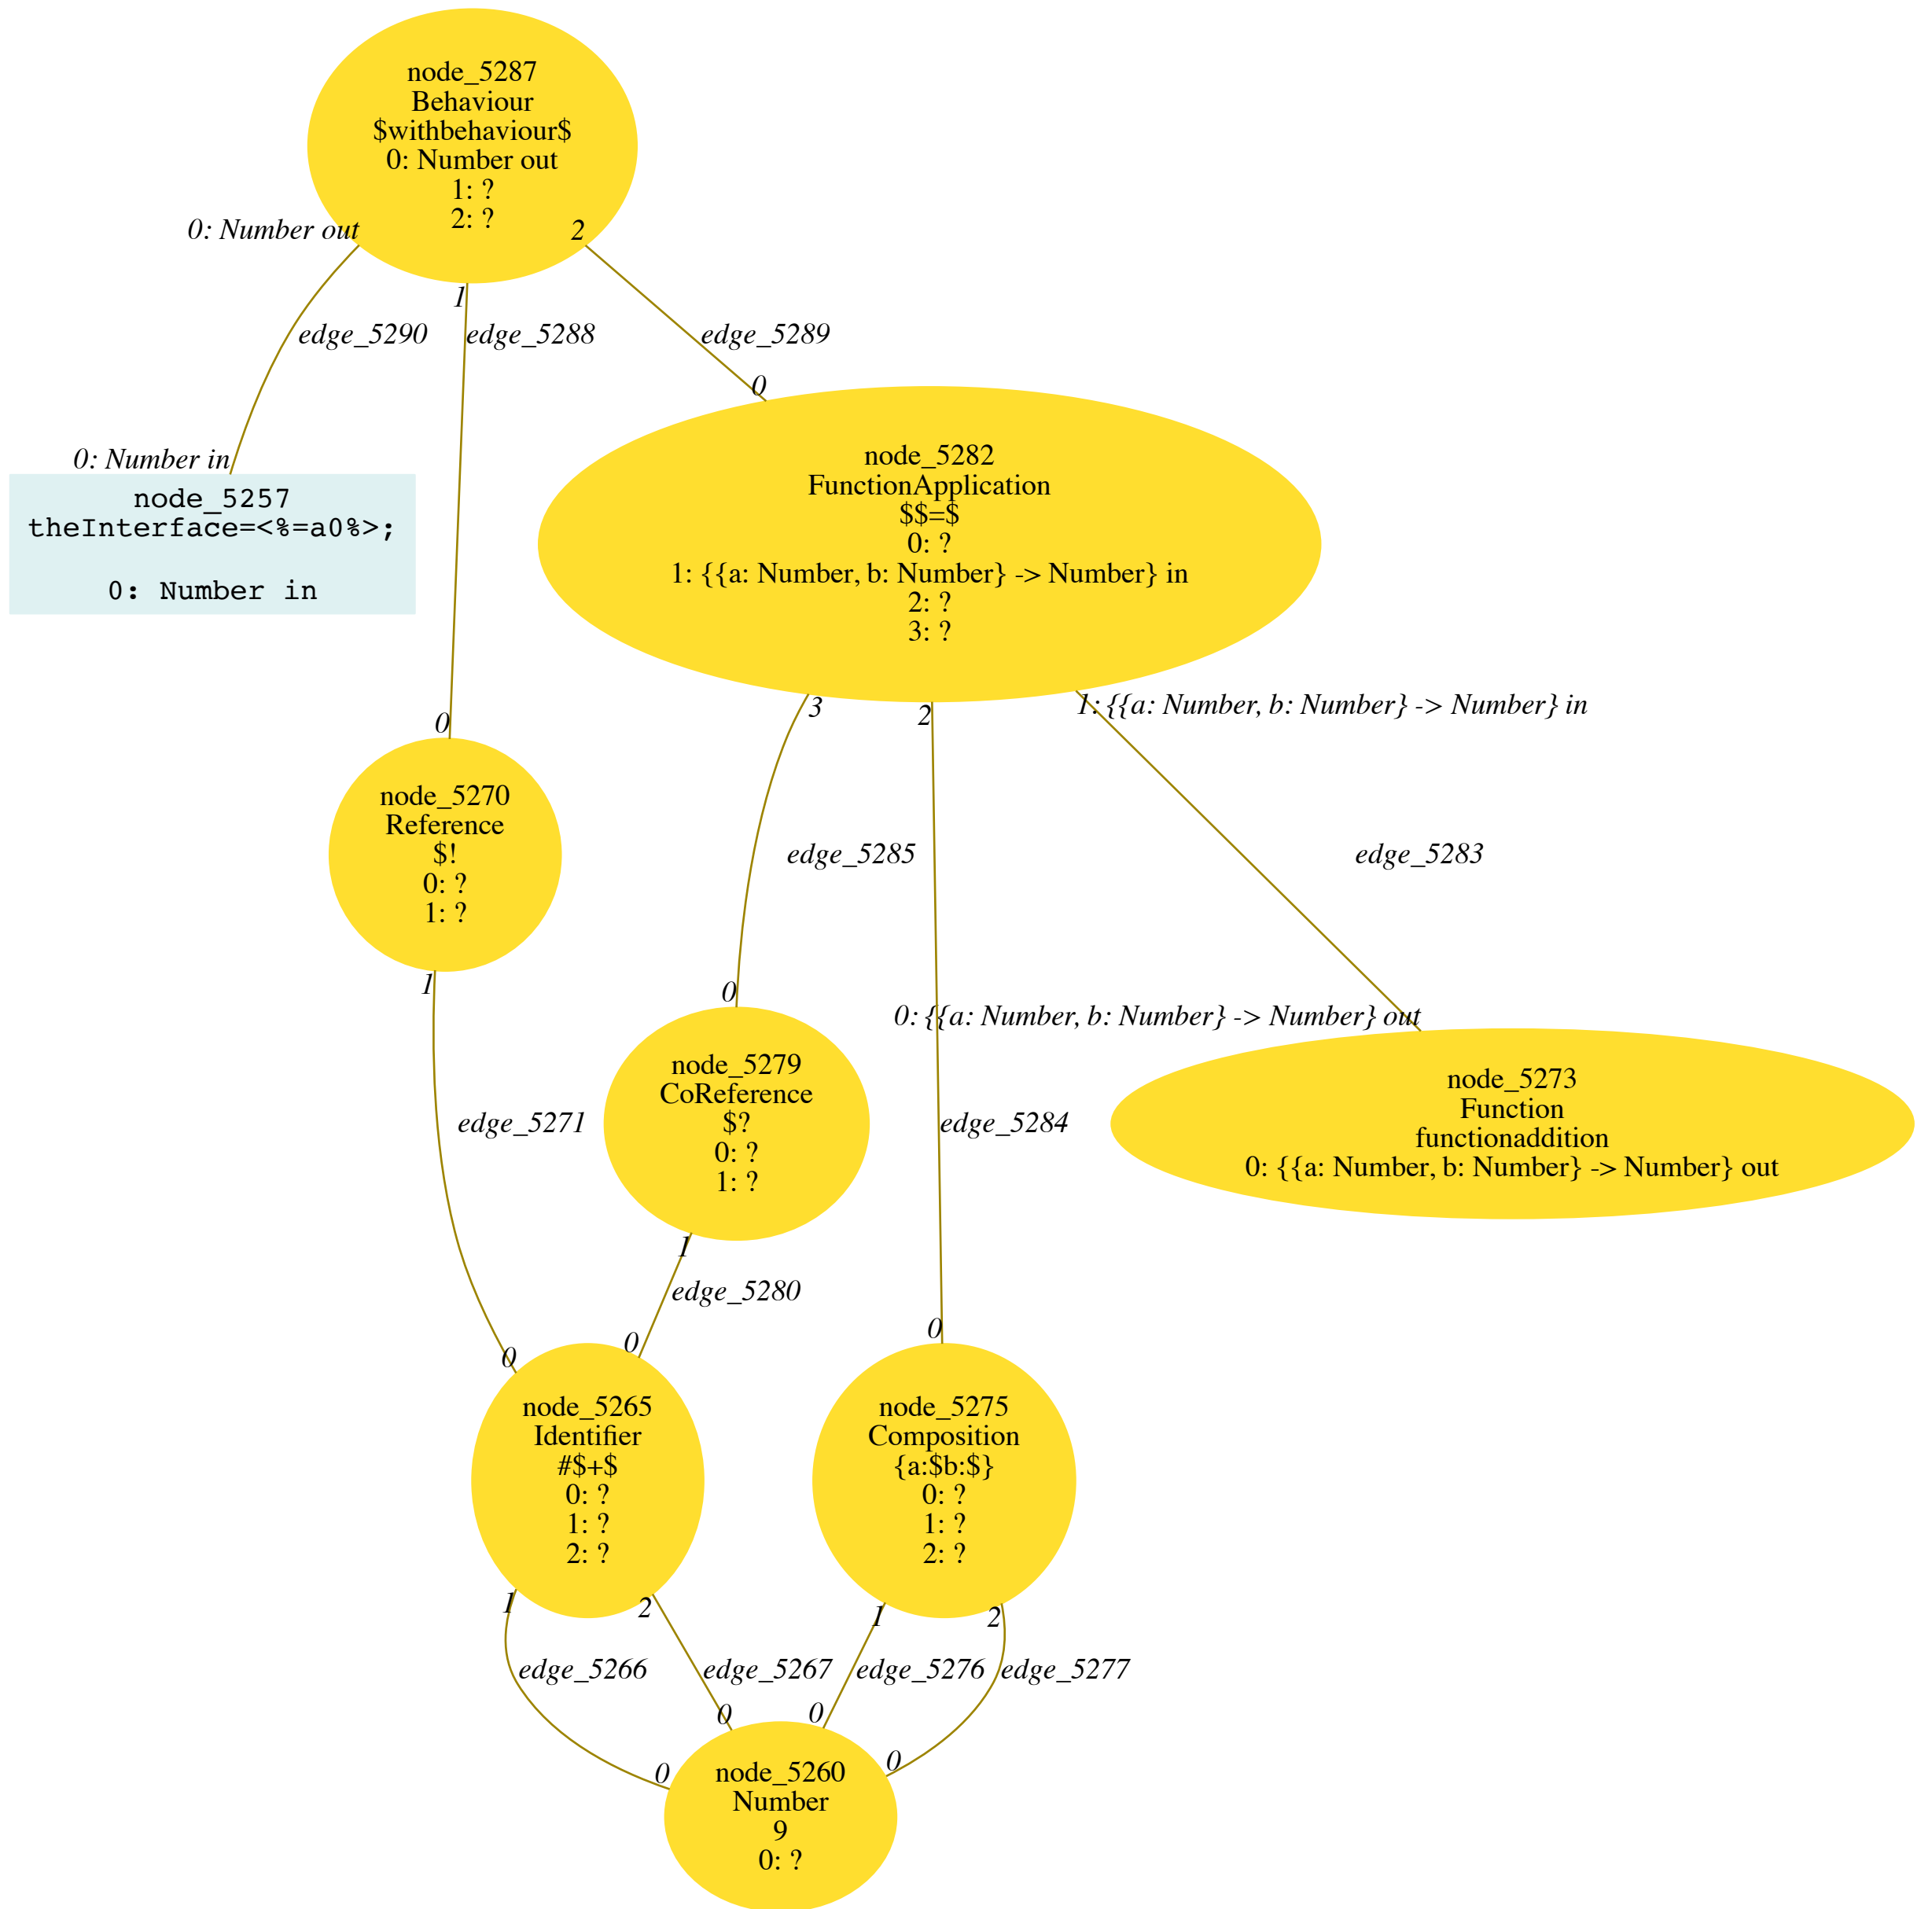 node_5287
Behaviour
$withbehaviour$
0: Number out
1: ?
2: ?
0: Number out
2
1
edge_5290
edge_5288
edge_5289
0
0: Number in
node_5257
theInterface=<%=a0%>;
0: Number in
node_5282
FunctionApplication
$$=$
0: ?
1: {{a: Number, b: Number} -> Number} in
2: ?
3: ?
3
2
1: {{a: Number, b: Number} -> Number} in
0
node_5270
Reference
$!
0: ?
1: ?
edge_5285
edge_5283
1
0
0: {{a: Number, b: Number} -> Number} out
node_5279
CoReference
$?
0: ?
1: ?
edge_5271
edge_5284
node_5273
Function
functionaddition
0: {{a: Number, b: Number} -> Number} out
1
edge_5280
0
0
0
node_5265
Identifier
#$+$
0: ?
1: ?
2: ?
node_5275
Composition
{a:$b:$}
0: ?
1: ?
2: ?
1
2
1
2
edge_5266
edge_5267
edge_5276
edge_5277
0
0
0
0
node_5260
Number
9
0: ?